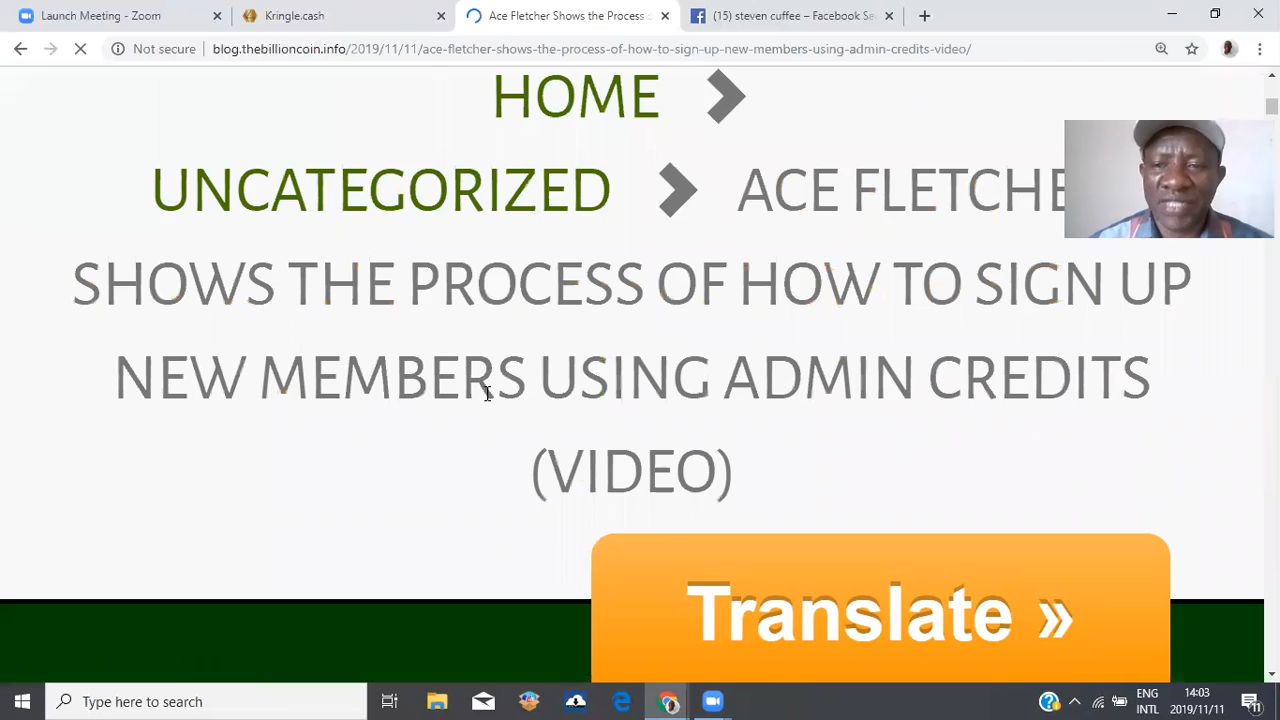 Launch Meeting - Zoom
Kringle.cash
Ace Fletcher Shows the Process
(15) steven cuffee – Facebook
Not secure
blog.thebillioncoin.info/2019/11/11/ace-fletcher-shows-the-process-of-how-to-sign-up-new-members-using-admin-credits-video/
HOME
UNCATEGORIZED
ACE FLETCHE
SHOWS THE PROCESS OF HOW TO SIGN UP
NEW MEMBERS USING ADMIN CREDITS
(VIDEO)
Translate »
Type here to search
ENG
INTL
14:03
2019/11/11